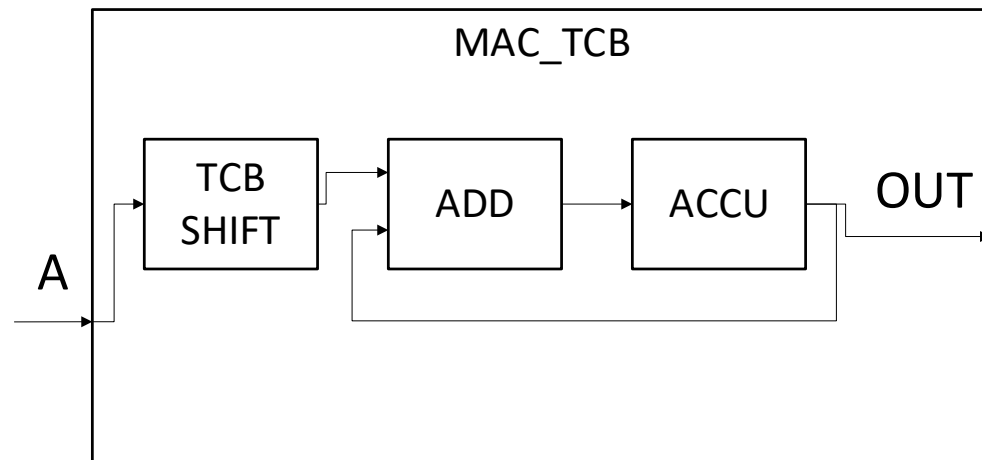 MAC_TCB
TCB
SHIFT
ADD
ACCU
OUT
A